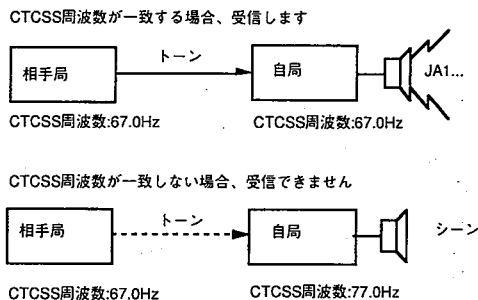 CTCSS周波数が一致する場合、受信します
トーン
相手局
自局
JA1...
CTCSS周波数:67.0Hz
CTCSS周波数:67.0Hz
CTCSS周波数が一致しない場合、受信できません
トーン
相手局
自局
シーン
CTCSS周波数:67.0Hz
CTCSS周波数:77.0Hz